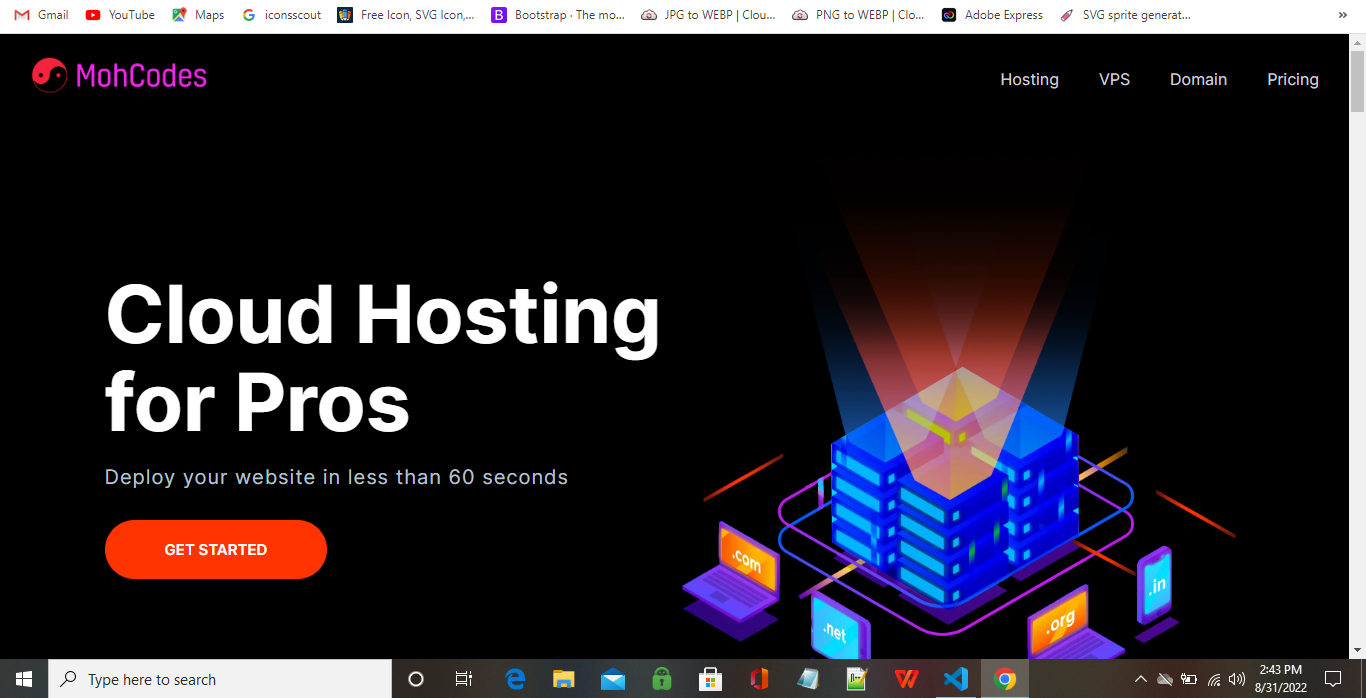 Gmail
YouTube
Maps
iconsscout
Free Icon, SVG Icon,...
Bootstrap · The mo...
JPG to WEBP | Clou...
PNG to WEBP | Clo...
Adobe Express
SVG sprite generat...
»
MohCodes
Hosting
VPS
Domain
Pricing
Cloud Hosting
for Pros
Deploy your website in less than 60 seconds
GET STARTED
.com
.net
.org
.in
Type here to search
2:43 PM
8/31/2022